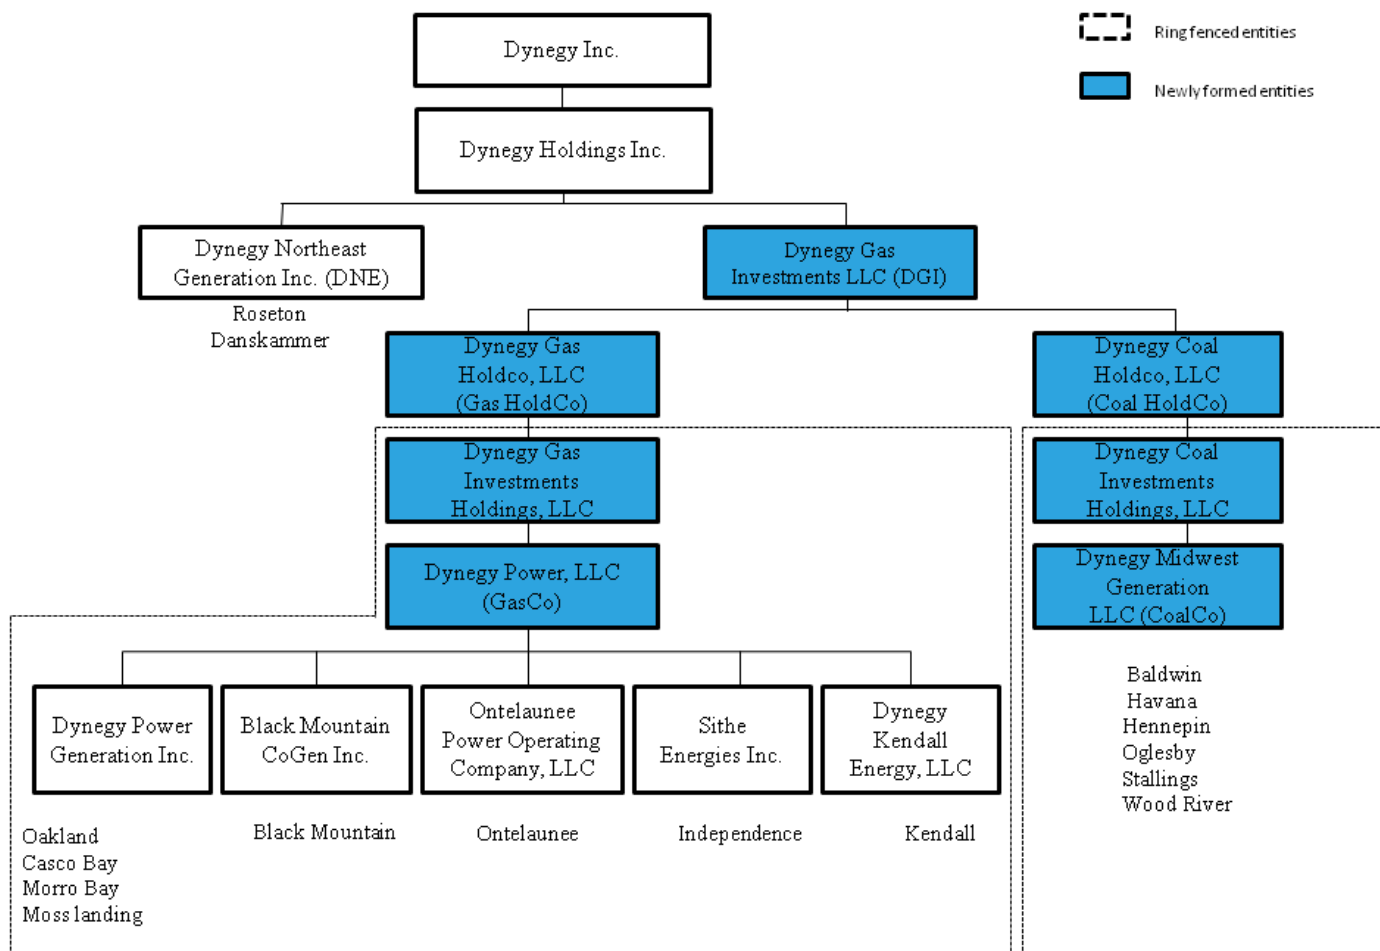 Dynegy Inc.
Ring fenced entities
Newly formed entities
Dynegy Holdings Inc.
Dynegy Northeast
Generation Inc. (DNE)
Roseton
Danskammer
Dynegy Gas
Investments LLC (DGI)
Dynegy Gas
Holdco, LLC
(Gas HoldCo)
Dynegy Coal
Holdco, LLC
(Coal HoldCo)
Dynegy Gas
Investments
Holdings, LLC
Dynegy Coal
Investments
Holdings, LLC
Dynegy Power, LLC
(GasCo)
Dynegy Midwest
Generation
LLC (CoalCo)
Baldwin
Havana
Hennepin
Oglesby
Stallings
Wood River
Dynegy Power
Generation Inc.
Black Mountain
CoGen Inc.
Ontelaunee
Power Operating
Company, LLC
Sithe
Energies Inc.
Dynegy
Kendall
Energy, LLC
Oakland
Casco Bay
Morro Bay
Moss landing
Black Mountain
Ontelaunee
Independence
Kendall